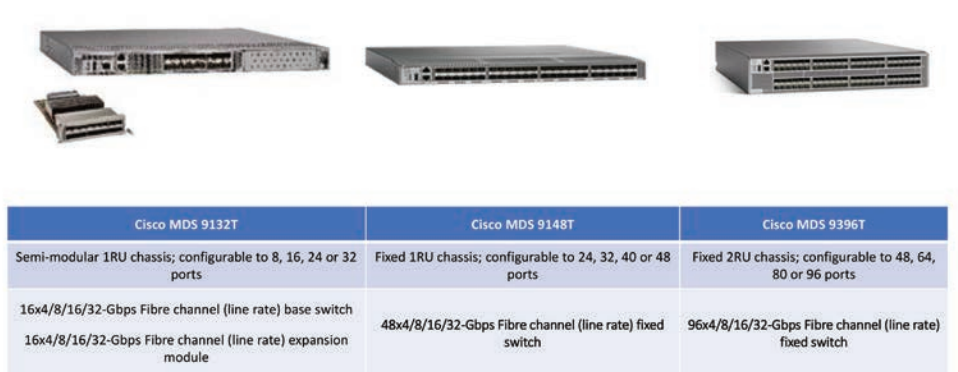 Cisco MDS 9132T
Cisco MDS 9148T
Cisco MDS 9396T
Semi-modular 1RU chassis; configurable to 8, 16, 24 or 32
ports
Fixed 1RU chassis; configurable to 24, 32, 40 or 48
ports
Fixed 2RU chassis; configurable to 48, 64,
80 or 96 ports
16x4/8/16/32-Gbps Fibre channel (line rate) base switch
16x4/8/16/32-Gbps Fibre channel (line rate) expansion
module
48x4/8/16/32-Gbps Fibre channel (line rate) fixed
switch
96x4/8/16/32-Gbps Fibre channel (line rate)
fixed switch